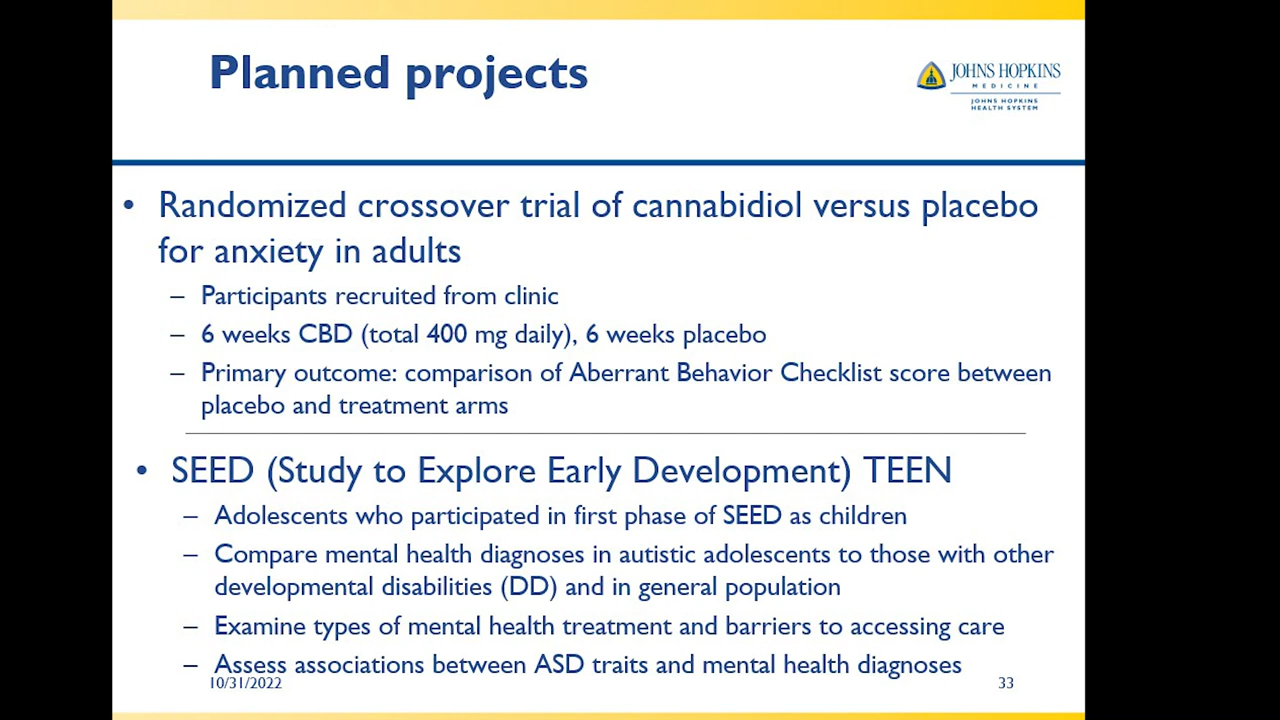 Planned projects
JOHNS HOPKINS
MEDICINE
JOHNS HOPKINS
HEALTH SYSTEM
• Randomized crossover trial of cannabidiol versus placebo
for anxiety in adults
– Participants recruited from clinic
– 6 weeks CBD (total 400 mg daily), 6 weeks placebo
– Primary outcome: comparison of Aberrant Behavior Checklist score between
placebo and treatment arms
• SEED (Study to Explore Early Development) TEEN
– Adolescents who participated in first phase of SEED as children
– Compare mental health diagnoses in autistic adolescents to those with other
developmental disabilities (DD) and in general population
– Examine types of mental health treatment and barriers to accessing care
– Assess associations between ASD traits and mental health diagnoses
10/31/2022
33